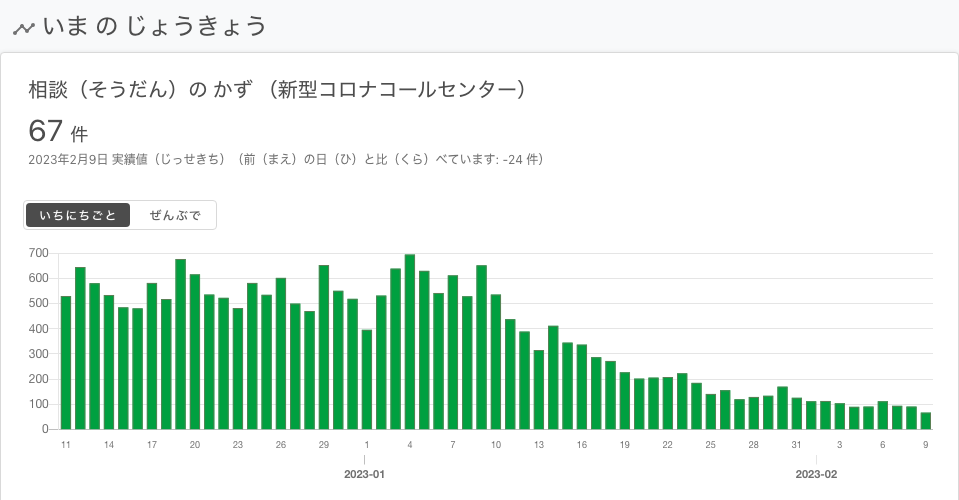 いま の じょうきょう
相談（そうだん）の かず （新型コロナコールセンター）
67 件
2023年2月9日 実績値（じっせきち）（前（まえ）の日（ひ）と比（くら）べています: -24 件）
いちにちごと ぜんぶで
700
600
500
400
300
200
100
0
11 14 17 20 23 26 29 1 4 7 10 13 16 19 22 25 28 31 3 6 9
2023-01 2023-02